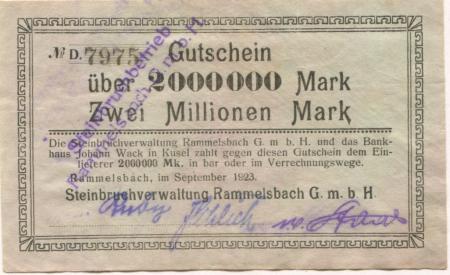 № D. 7975 Gutschein
über 2000000 Mark
Zwei Millionen Mark
Die Steinbruchverwaltung Rammelsbach G. m. b. H. und das Bank-
haus Johann Wack in Kusel zahlt gegen diesen Gutschein dem Ein-
lieferer 2000000 Mk. in bar oder im Verrechnungswege.
Rammelsbach, im September 1923.
Steinbruchverwaltung Rammelsbach G. m. b. H.
Steinbruchbetrieb
Rammelsbach G. m. b. H.